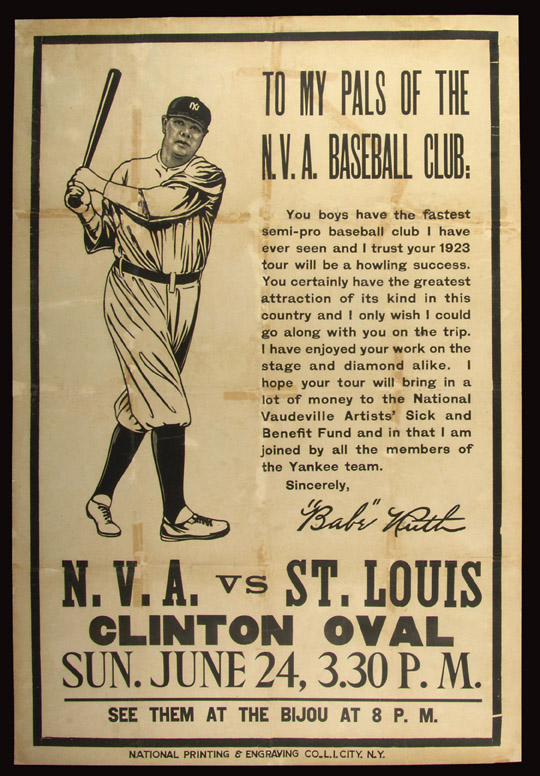 NY
TO MY PALS OF THE
N.V.A. BASEBALL CLUB:
You boys have the fastest
semi-pro baseball club I have
ever seen and I trust your 1923
tour will be a howling success.
You certainly have the greatest
attraction of its kind in this
country and I only wish I could
go along with you on the trip.
I have enjoyed your work on the
stage and diamond alike. I
hope your tour will bring in a
lot of money to the National
Vaudeville Artists' Sick and
Benefit Fund and in that I am
joined by all the members of
the Yankee team.
Sincerely,
"Babe" Ruth
N. V. A. VS ST. LOUIS
CLINTON OVAL
SUN. JUNE 24, 3.30 P. M.
SEE THEM AT THE BIJOU AT 8 P. M.
NATIONAL PRINTING & ENGRAVING CO., L.I. CITY, N.Y.